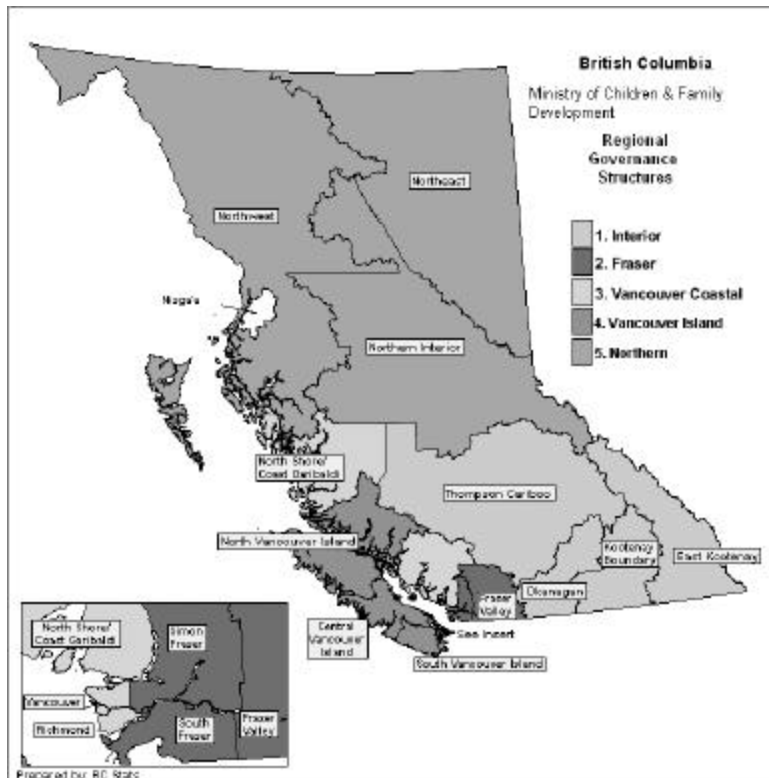 British Columbia
Ministry of Children & Family
Development
Regional
Governance
Structures
1. Interior
2. Fraser
3. Vancouver Coastal
4. Vancouver Island
5. Northern
Northeast
Northwest
Nisga'a
Northern Interior
North Shore/
Coast Garibaldi
Thompson Cariboo
North Vancouver Island
Kootenay
Boundary
East Kootenay
Okanagan
Fraser
Valley
Central
Vancouver
Island
See Insert
South Vancouver Island
North Shore/
Coast Garibaldi
Simon
Fraser
Vancouver
Richmond
South
Fraser
Fraser
Valley
Prepared by: BC Stats